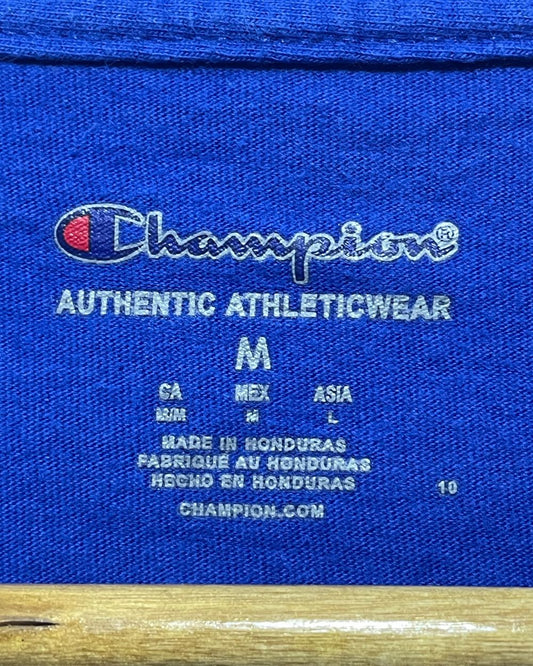 Champion®
AUTHENTIC ATHLETICWEAR
M
CA MEX ASIA
M/M M L
MADE IN HONDURAS
FABRIQUÉ AU HONDURAS
HECHO EN HONDURAS 10
CHAMPION.COM